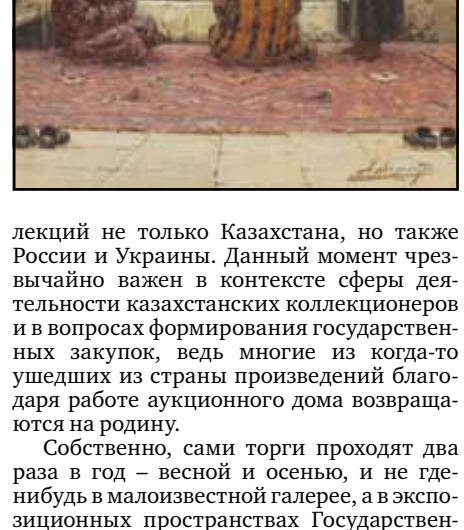 лекций не только Казахстана, но также
России и Украины. Данный момент чрез-
вычайно важен в контексте сферы дея-
тельности казахстанских коллекционеров
и в вопросах формирования государствен-
ных закупок, ведь многие из когда-то
ушедших из страны произведений благо-
даря работе аукционного дома возвраща-
ются на родину.
Собственно, сами торги проходят два
раза в год – весной и осенью, и не где-
нибудь в малоизвестной галерее, а в экспо-
зиционных пространствах Государствен-